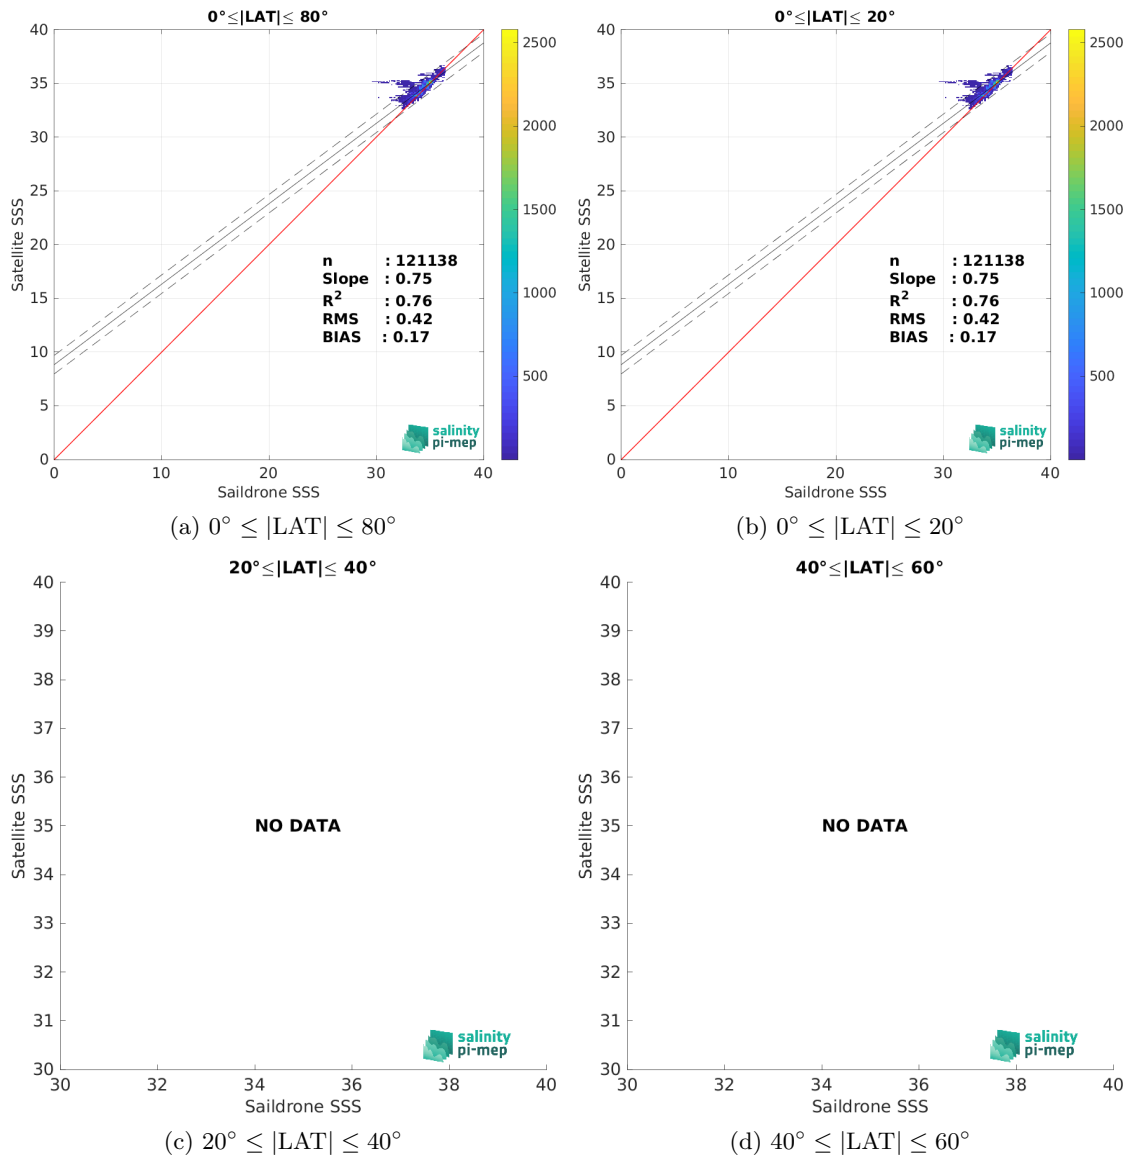 0°≤|LAT|≤ 80°
40
35
30
25
20
15
10
5
0
Satellite SSS
0
10
20
30
40
Saildrone SSS
2500
2000
1500
1000
500
n : 121138
Slope : 0.75
R² : 0.76
RMS : 0.42
BIAS : 0.17
salinity
pi-mep
(a) 0° ≤ |LAT| ≤ 80°
0°≤|LAT|≤ 20°
40
35
30
25
20
15
10
5
0
Satellite SSS
0
10
20
30
40
Saildrone SSS
2500
2000
1500
1000
500
n : 121138
Slope : 0.75
R² : 0.76
RMS : 0.42
BIAS : 0.17
salinity
pi-mep
(b) 0° ≤ |LAT| ≤ 20°
20°≤|LAT|≤ 40°
40
39
38
37
36
35
34
33
32
31
30
Satellite SSS
NO DATA
30
32
34
36
38
40
Saildrone SSS
salinity
pi-mep
(c) 20° ≤ |LAT| ≤ 40°
40°≤|LAT|≤ 60°
40
39
38
37
36
35
34
33
32
31
30
Satellite SSS
NO DATA
30
32
34
36
38
40
Saildrone SSS
salinity
pi-mep
(d) 40° ≤ |LAT| ≤ 60°